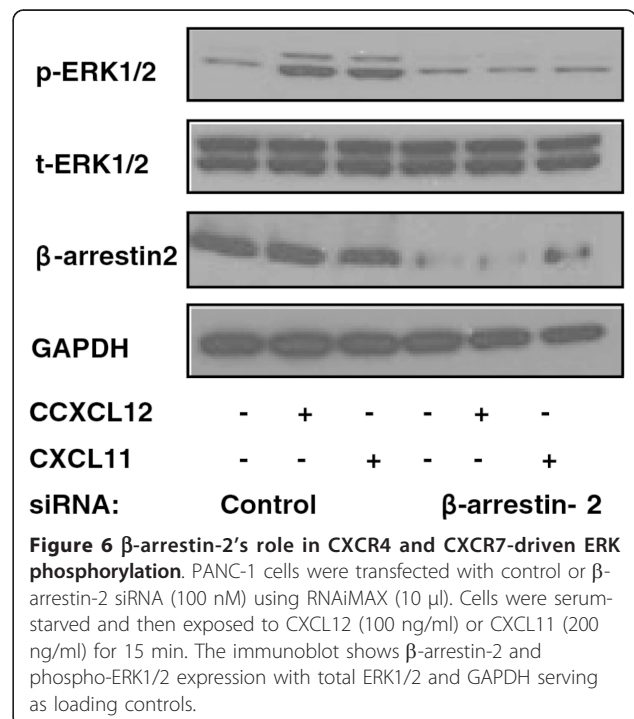 p-ERK1/2
t-ERK1/2
β-arrestin2
GAPDH
CCXCL12 - + - - + -
CXCL11 - - + - - +
siRNA: Control β-arrestin- 2
Figure 6 β-arrestin-2's role in CXCR4 and CXCR7-driven ERK
phosphorylation. PANC-1 cells were transfected with control or β-
arrestin-2 siRNA (100 nM) using RNAiMAX (10 μl). Cells were serum-
starved and then exposed to CXCL12 (100 ng/ml) or CXCL11 (200
ng/ml) for 15 min. The immunoblot shows β-arrestin-2 and
phospho-ERK1/2 expression with total ERK1/2 and GAPDH serving
as loading controls.